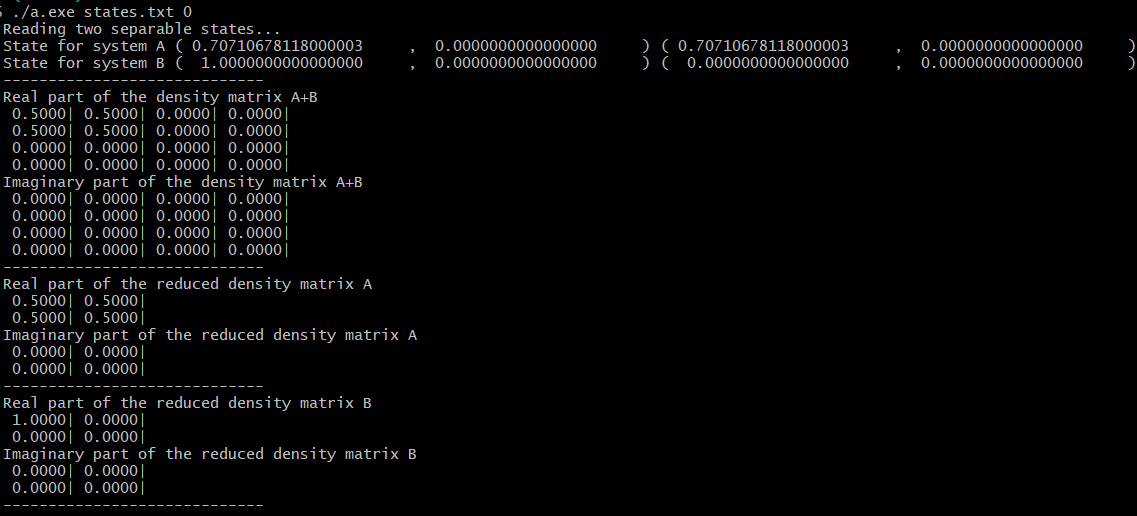 $ ./a.exe states.txt 0
Reading two separable states...
State for system A ( 0.70710678118000003 , 0.0000000000000000 ) ( 0.70710678118000003 , 0.0000000000000000 )
State for system B ( 1.0000000000000000 , 0.0000000000000000 ) ( 0.0000000000000000 , 0.0000000000000000 )
-----------------------------
Real part of the density matrix A+B
0.5000| 0.5000| 0.0000| 0.0000|
0.5000| 0.5000| 0.0000| 0.0000|
0.0000| 0.0000| 0.0000| 0.0000|
0.0000| 0.0000| 0.0000| 0.0000|
Imaginary part of the density matrix A+B
0.0000| 0.0000| 0.0000| 0.0000|
0.0000| 0.0000| 0.0000| 0.0000|
0.0000| 0.0000| 0.0000| 0.0000|
0.0000| 0.0000| 0.0000| 0.0000|
-----------------------------
Real part of the reduced density matrix A
0.5000| 0.5000|
0.5000| 0.5000|
Imaginary part of the reduced density matrix A
0.0000| 0.0000|
0.0000| 0.0000|
-----------------------------
Real part of the reduced density matrix B
1.0000| 0.0000|
0.0000| 0.0000|
Imaginary part of the reduced density matrix B
0.0000| 0.0000|
0.0000| 0.0000|
-----------------------------